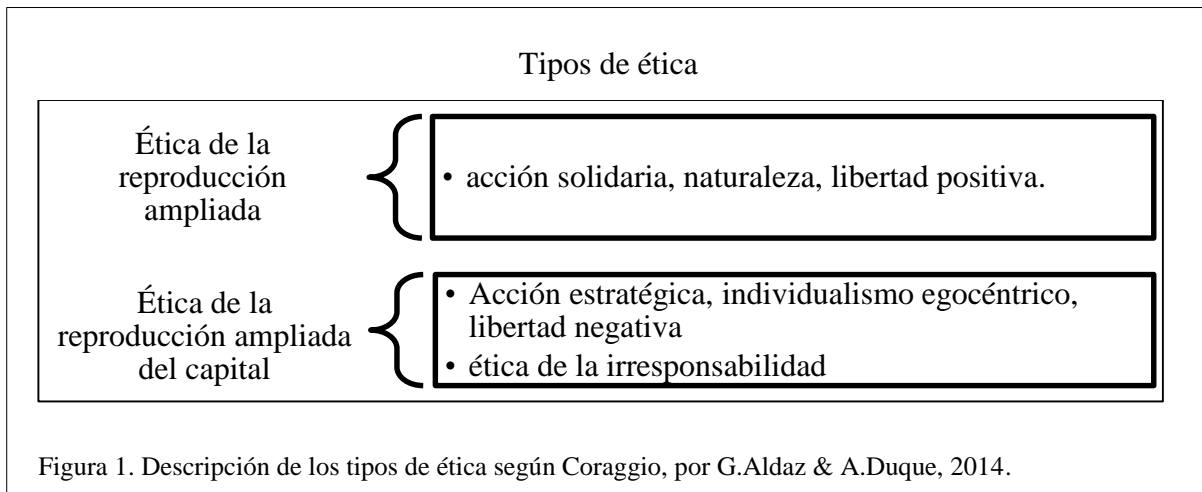 Tipos de ética
Ética de la
reproducción
ampliada
• acción solidaria, naturaleza, libertad positiva.
Ética de la
reproducción ampliada
del capital
• Acción estratégica, individualismo egocéntrico,
libertad negativa
• ética de la irresponsabilidad
Figura 1. Descripción de los tipos de ética según Coraggio, por G.Aldaz & A.Duque, 2014.